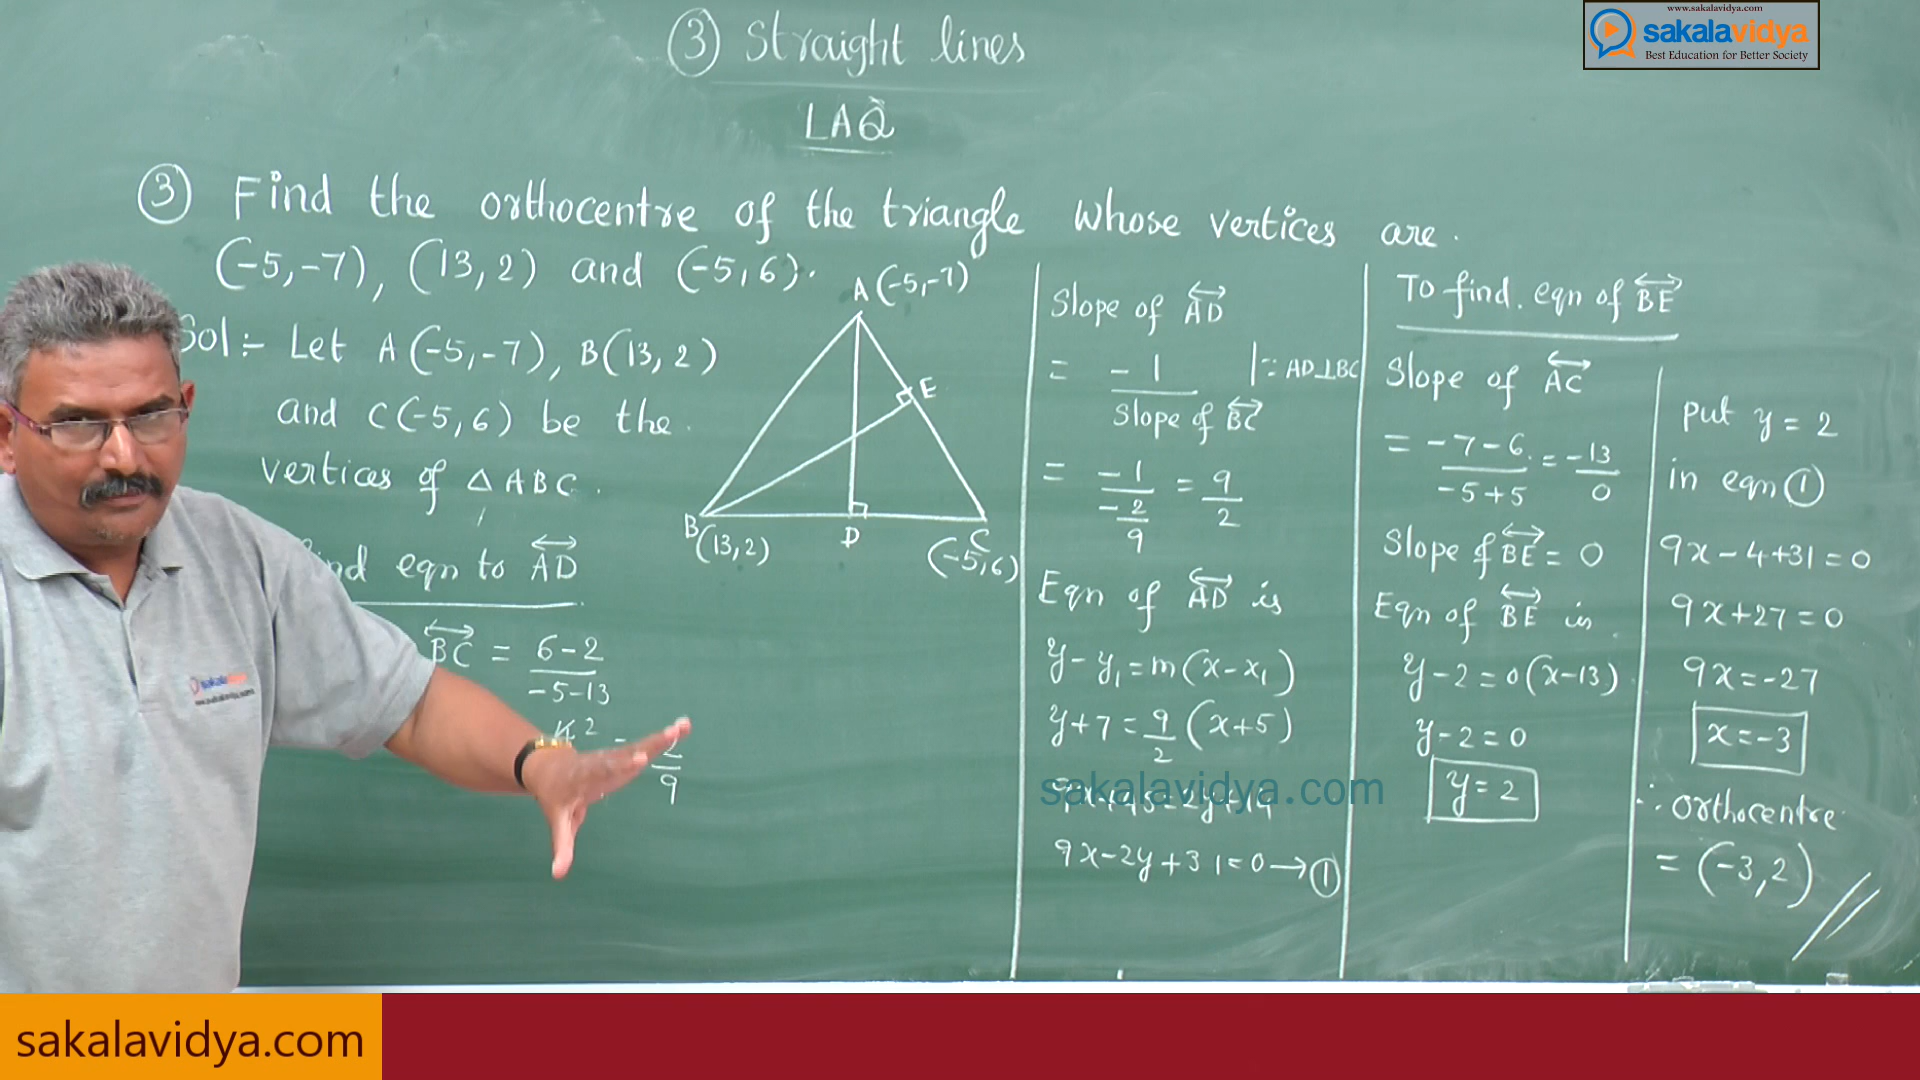 www.sakalavidya.com
sakalavidya
Best Education for Better Society
③ Straight lines
LAQ
③ Find the orthocentre of the triangle whose vertices are.
(-5,-7), (13,2) and (-5,6).
Sol:- Let A(-5,-7), B(13,2)
and C(-5,6) be the
vertices of △ABC.
find eqn to AD
BC = 6-2 / -5-13
2 / 9
A(-5,-7)
E
B(13,2)
D
C(-5,6)
Slope of AD
= -1 / Slope of BC | ∵ AD⊥BC
= -1 / -2/9 = 9/2
Eqn of AD is
y-y₁=m(x-x₁)
y+7=9/2(x+5)
9x+45=2y+14
9x-2y+31=0→①
To find. eqn of BE
Slope of AC
= -7-6. / -5+5 = -13 / 0
Slope of BE = 0
Eqn of BE is.
y-2=0(x-13)
y-2=0
y=2
put y=2
in eqn ①
9x-4+31=0
9x+27=0
9x=-27
x=-3
∴ orthocentre
= (-3,2)
sakalavidya.com
sakalavidya
sakalavidya.com